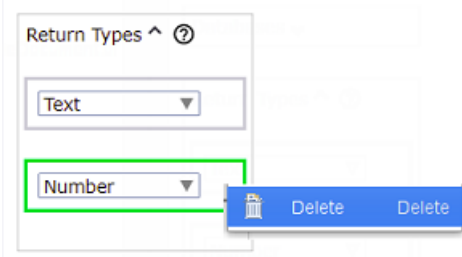 Return Types ^ ?
Text ▼
Number ▼
Delete Delete